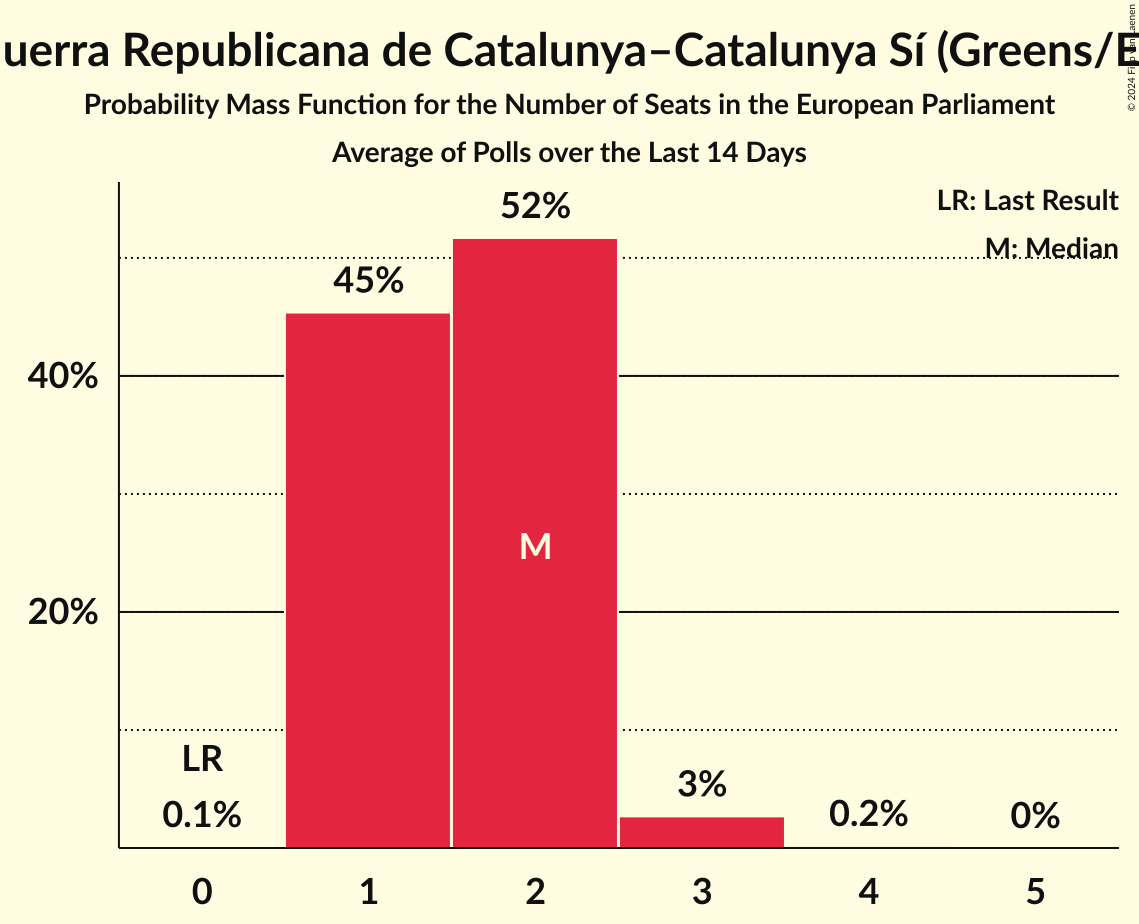 uerra Republicana de Catalunya–Catalunya Sí (Greens/E
Probability Mass Function for the Number of Seats in the European Parliament
Average of Polls over the Last 14 Days
LR: Last Result
M: Median
52%
45%
40%
M
20%
LR
0.1%
3%
0.2%
0%
0 1 2 3 4 5
© 2024